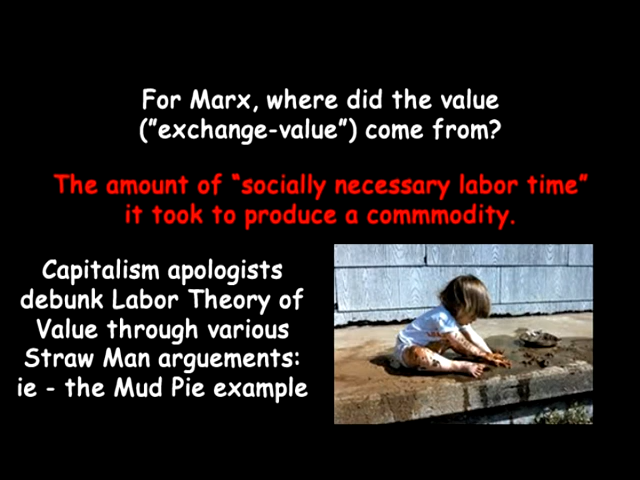 For Marx, where did the value
("exchange-value") come from?
The amount of "socially necessary labor time"
it took to produce a commmodity.
Capitalism apologists
debunk Labor Theory of
Value through various
Straw Man arguements:
ie - the Mud Pie example